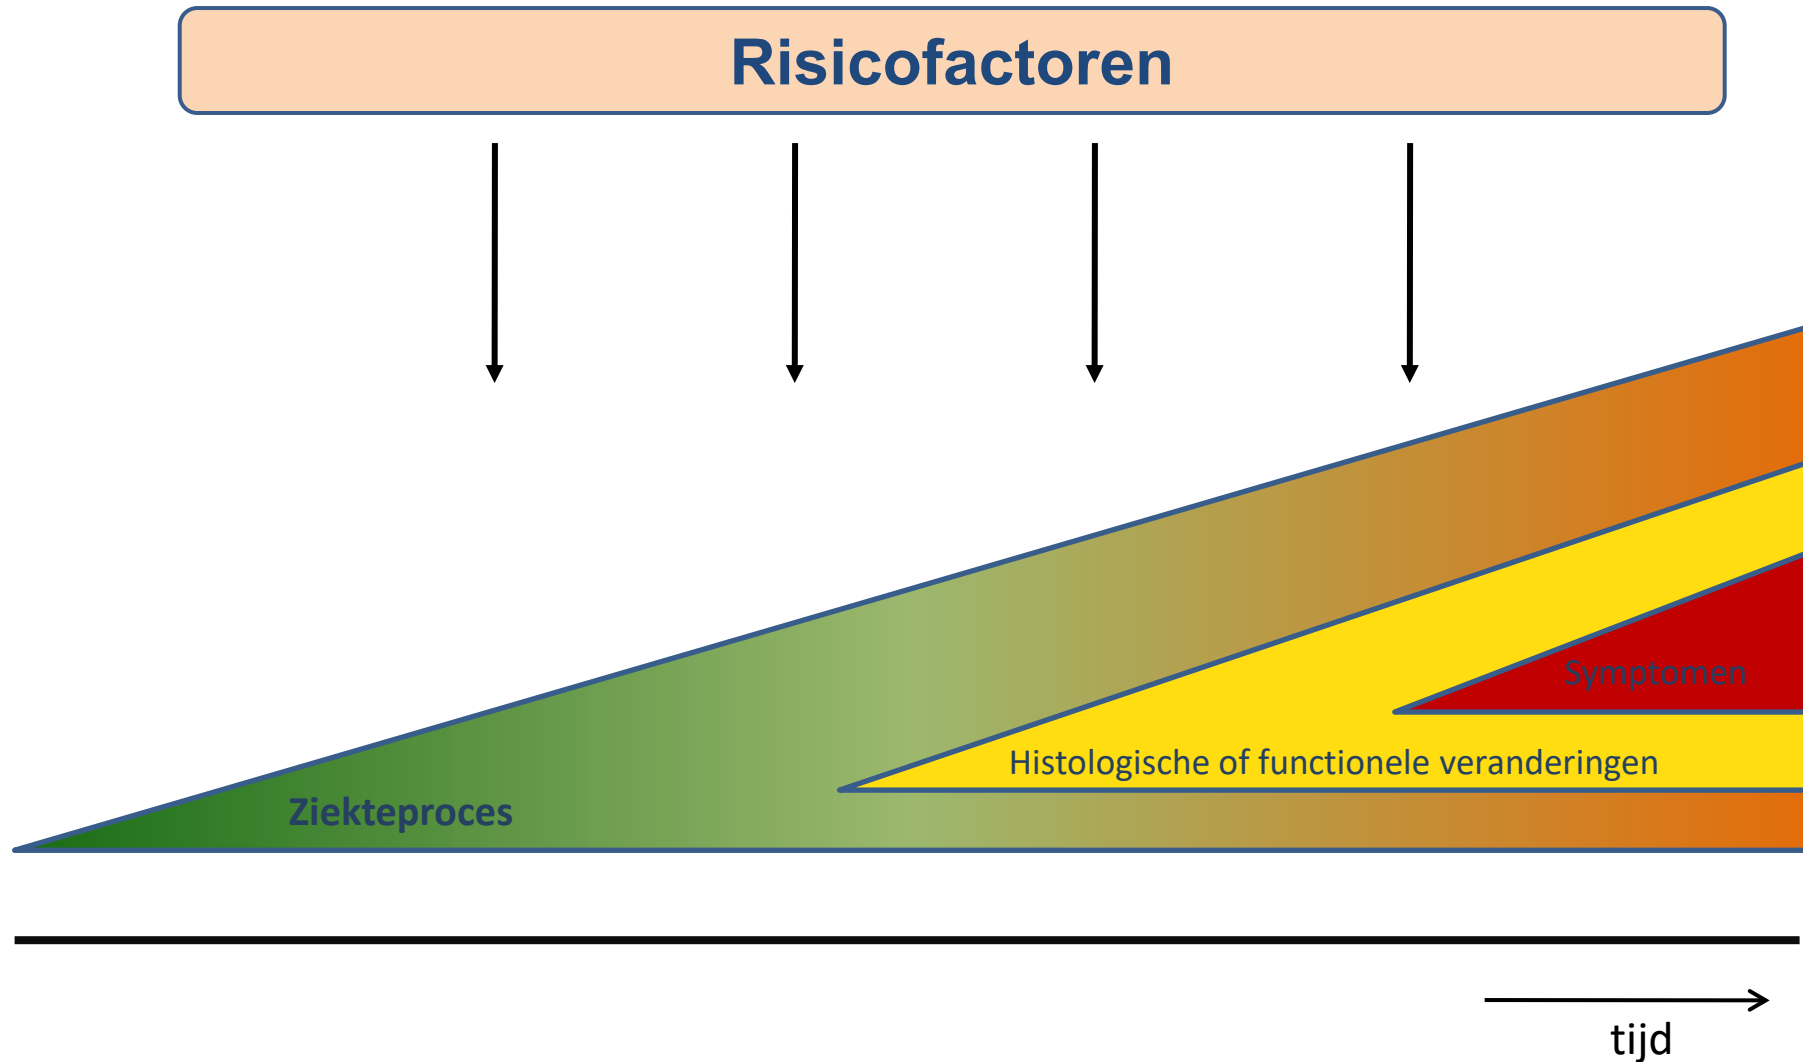 Risicofactoren
Symptomen
Histologische of functionele veranderingen
Ziekteproces
tijd